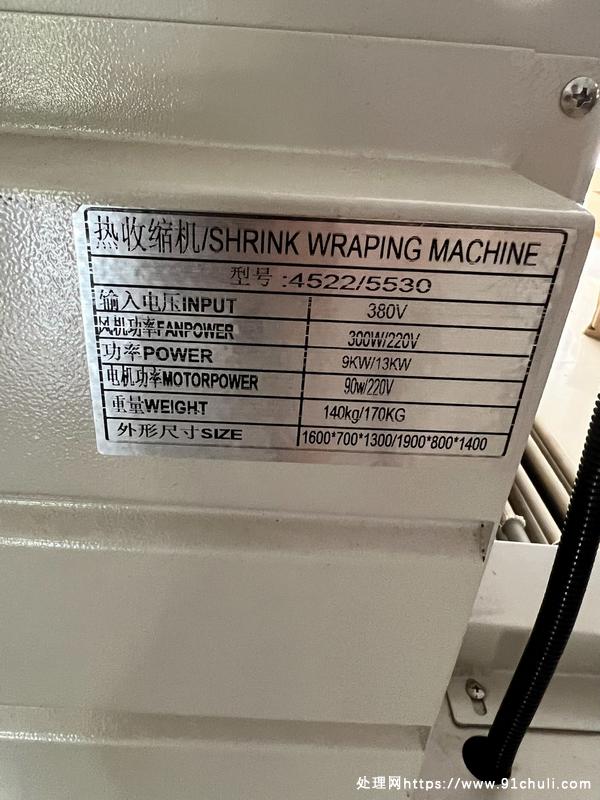 热收缩机/SHRINK WRAPING MACHINE
型号:4522/5530
输入电压INPUT 380V
风机功率FANPOWER 300W/220V
功率POWER 9KW/13KW
电机功率MOTORPOWER 90w/220V
重量WEIGHT 140kg/170KG
外形尺寸SIZE 1600*700*1300/1900*800*1400
处理网https://www.91chuli.com/